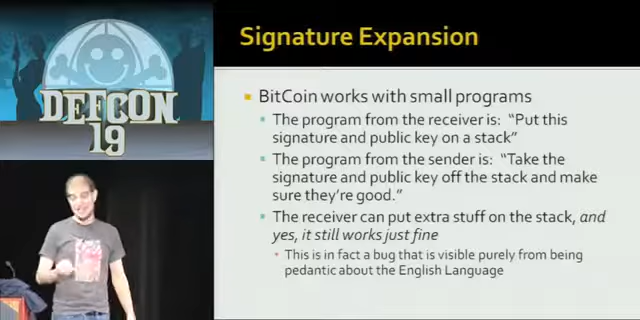 DEFCON
19
Signature Expansion
BitCoin works with small programs
The program from the receiver is: "Put this
signature and public key on a stack"
The program from the sender is: "Take the
signature and public key off the stack and make
sure they're good."
The receiver can put extra stuff on the stack, and
yes, it still works just fine
This is in fact a bug that is visible purely from being
pedantic about the English Language